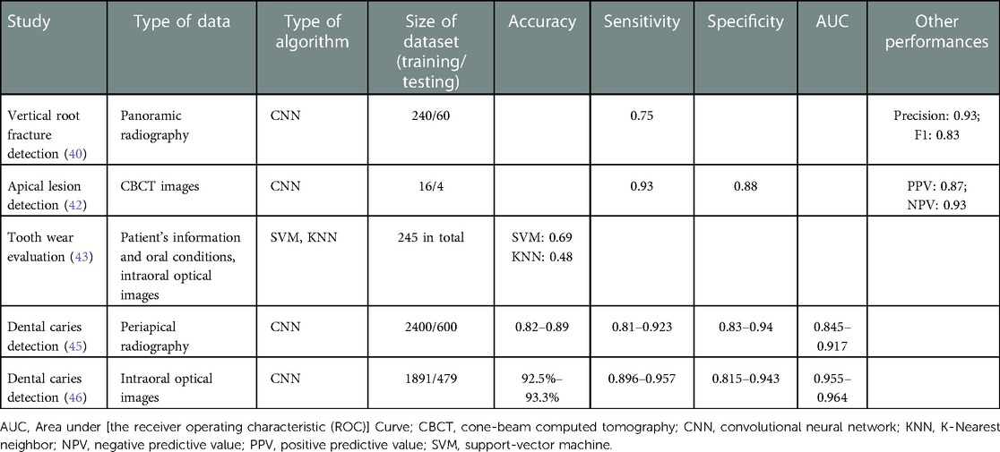 Study
Type of data
Type of
algorithm
Size of
dataset
(training/
testing)
Accuracy
Sensitivity
Specificity
AUC
Other
performances
Vertical root
fracture
detection (40)
Panoramic
radiography
CNN
240/60
0.75
Precision: 0.93;
F1: 0.83
Apical lesion
detection (42)
CBCT images
CNN
16/4
0.93
0.88
PPV: 0.87;
NPV: 0.93
Tooth wear
evaluation (43)
Patient's information
and oral conditions,
intraoral optical
images
SVM, KNN
245 in total
SVM: 0.69
KNN: 0.48
Dental caries
detection (45)
Periapical
radiography
CNN
2400/600
0.82–0.89
0.81–0.923
0.83–0.94
0.845–
0.917
Dental caries
detection (46)
Intraoral optical
images
CNN
1891/479
92.5%–
93.3%
0.896–0.957
0.815–0.943
0.955–
0.964
AUC, Area under [the receiver operating characteristic (ROC)] Curve; CBCT, cone-beam computed tomography; CNN, convolutional neural network; KNN, K-Nearest
neighbor; NPV, negative predictive value; PPV, positive predictive value; SVM, support-vector machine.